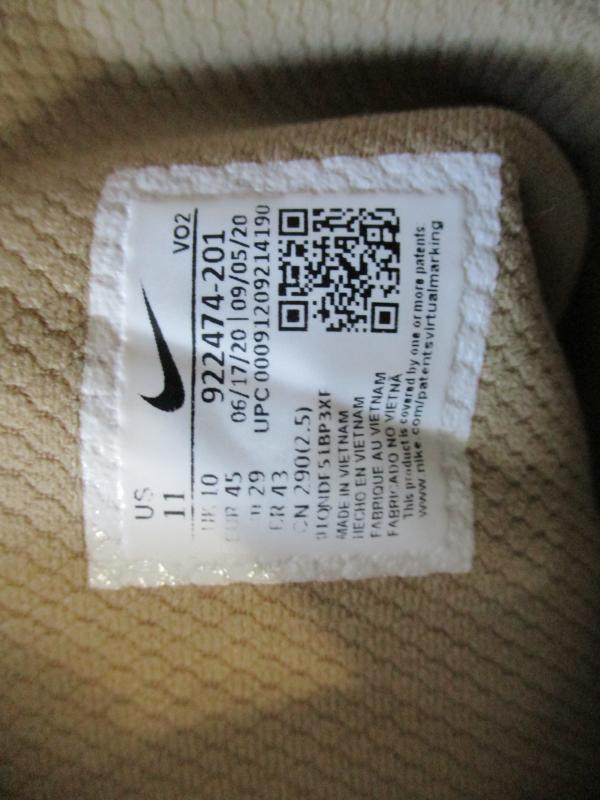 US
11
VO2
UK 10
EUR 45
29
BR 43
CN 290(2.5)
922474-201
06/17/20 | 09/05/20
UPC 00091209214190
MADE IN VIETNAM
HECHO EN VIETNAM
FABRIQUE AU VIETNAM
FABRICADO NO VIETNÃ
This product is covered by one or more patents.
www.nike.com/patentsvirtualmarking